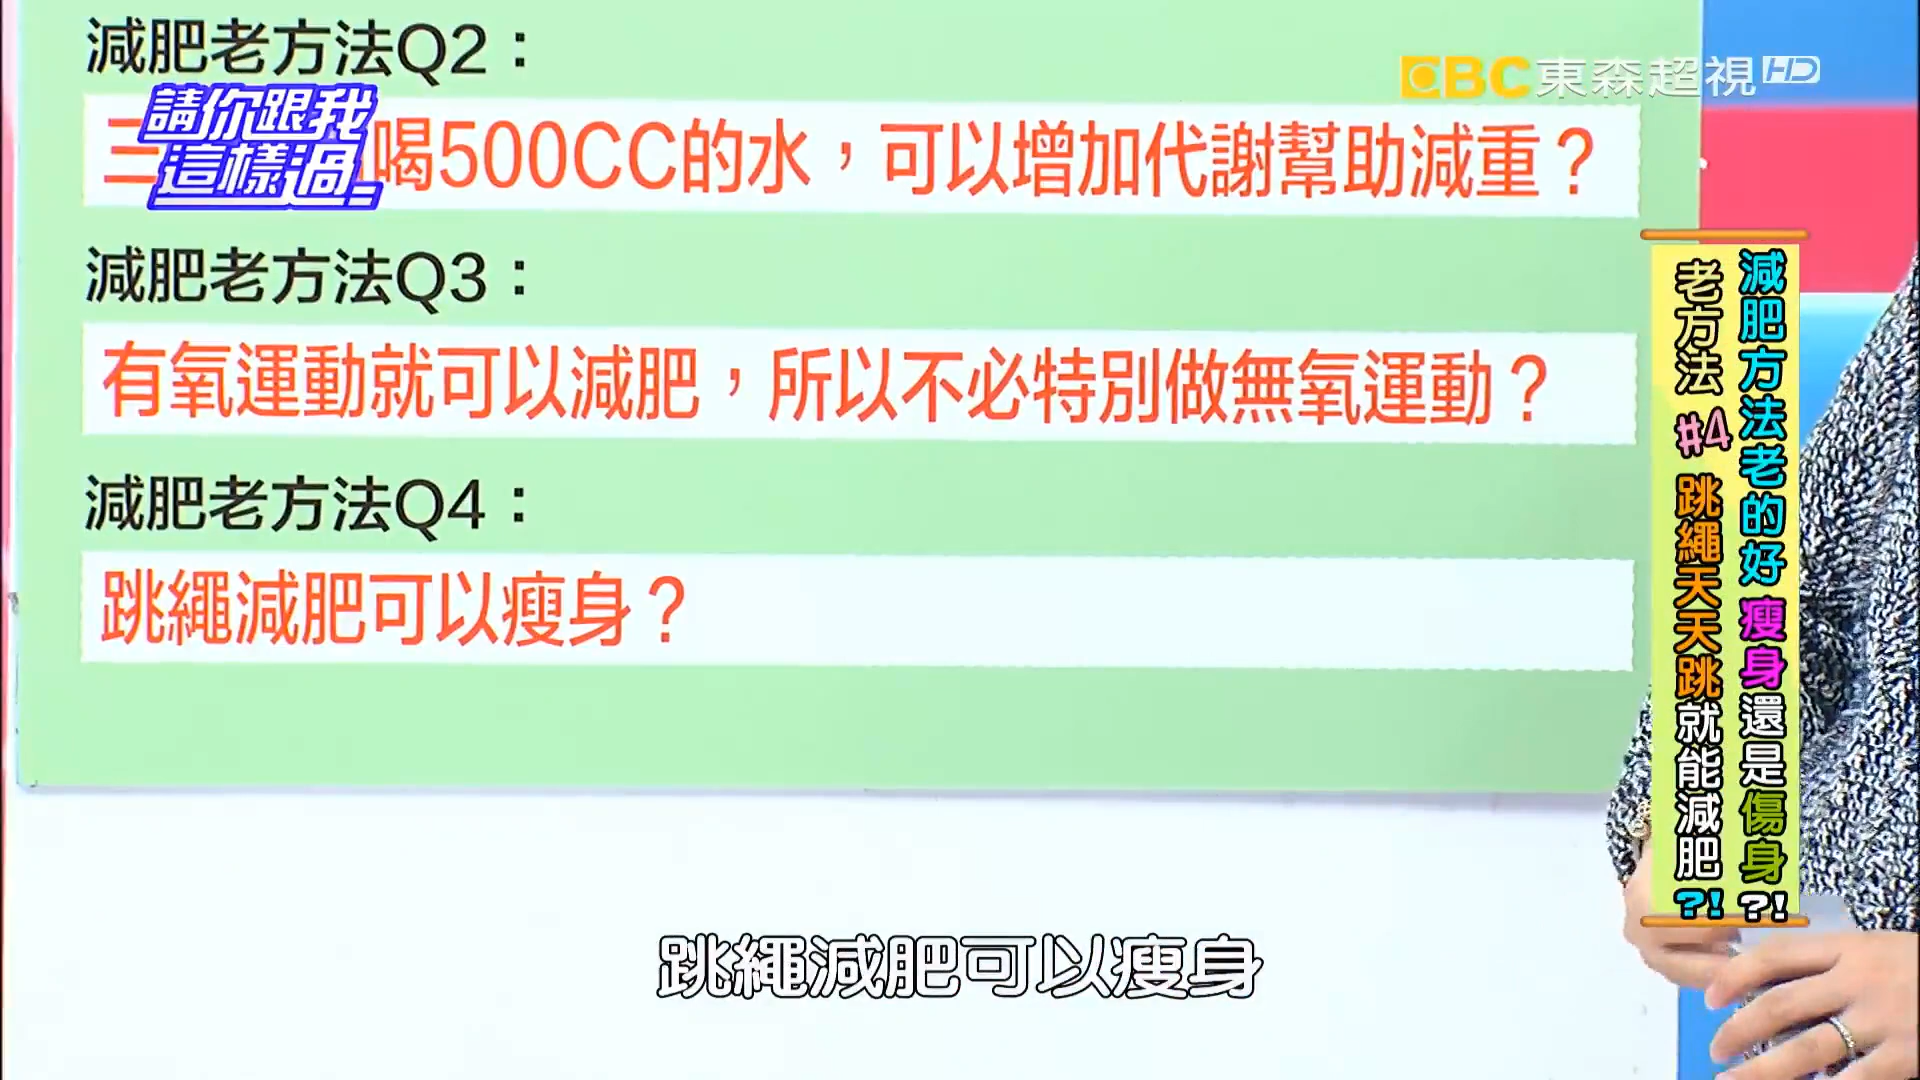 減肥老方法Q2：
三 喝500CC的水，可以增加代謝幫助減重？
減肥老方法Q3：
有氧運動就可以減肥，所以不必特別做無氧運動？
減肥老方法Q4：
跳繩減肥可以瘦身？
請你跟我
這樣過
EBC東森超視HD
減肥方法老的好 瘦身還是傷身?!
老方法 #4 跳繩天天跳就能減肥?!
跳繩減肥可以瘦身